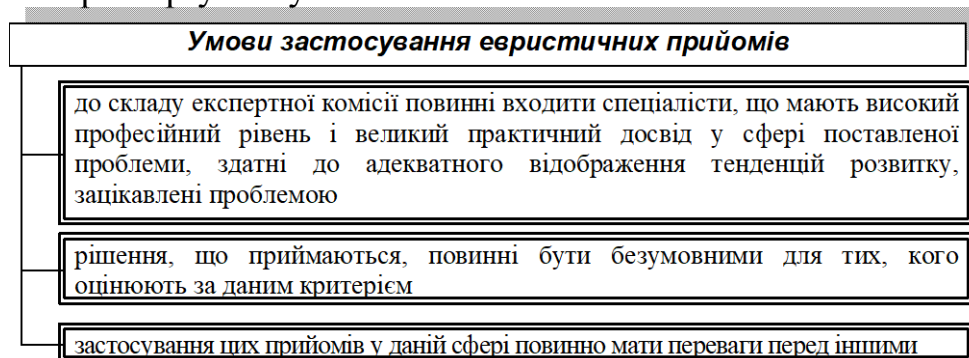 Умови застосування евристичних прийомів
до складу експертної комісії повинні входити спеціалісти, що мають високий
професійний рівень і великий практичний досвід у сфері поставленої
проблеми, здатні до адекватного відображення тенденцій розвитку,
зацікавлені проблемою
рішення, що приймаються, повинні бути безумовними для тих, кого
оцінюють за даним критерієм
застосування цих прийомів у даній сфері повинно мати переваги перед іншими